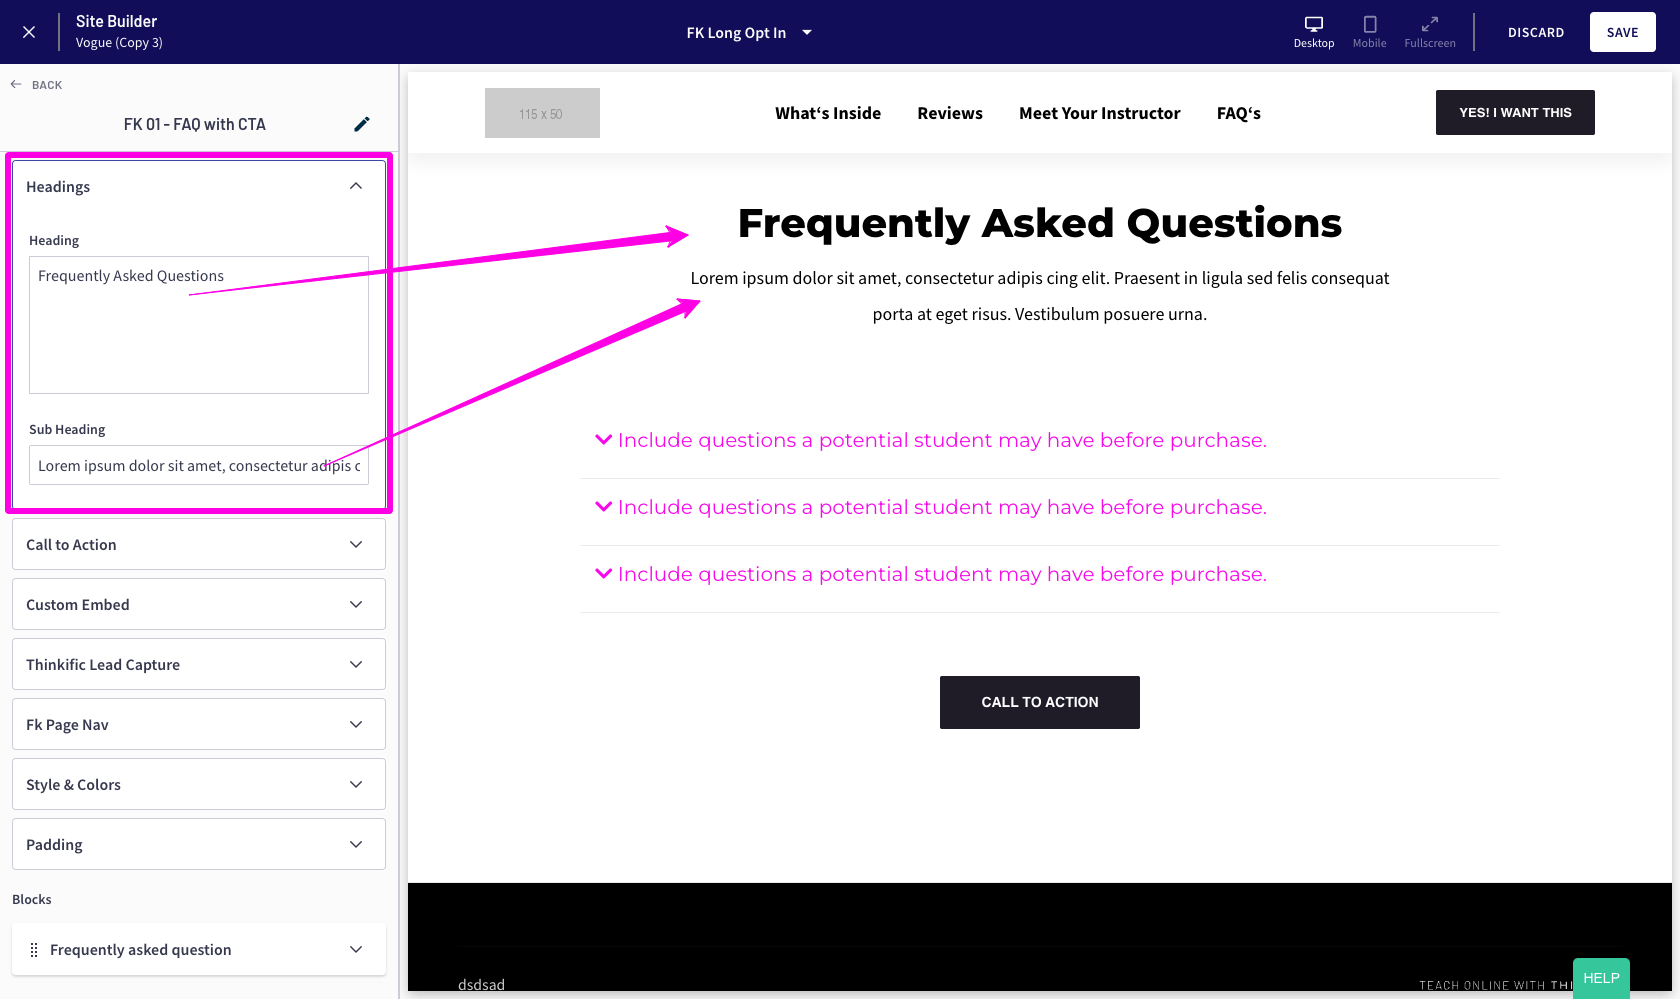 Site Builder
Vogue (Copy 3)
FK Long Opt In
Desktop
Mobile
Fullscreen
DISCARD
SAVE
BACK
FK 01 - FAQ with CTA
Headings
Heading
Frequently Asked Questions
Sub Heading
Lorem ipsum dolor sit amet, consectetur adipis c
Call to Action
Custom Embed
Thinkific Lead Capture
Fk Page Nav
Style & Colors
Padding
Blocks
Frequently asked question
115 x 50
What‘s Inside
Reviews
Meet Your Instructor
FAQ‘s
YES! I WANT THIS
Frequently Asked Questions
Lorem ipsum dolor sit amet, consectetur adipis cing elit. Praesent in ligula sed felis consequat
porta at eget risus. Vestibulum posuere urna.
Include questions a potential student may have before purchase.
Include questions a potential student may have before purchase.
Include questions a potential student may have before purchase.
CALL TO ACTION
dsdsad
TEACH ONLINE WITH THI
HELP